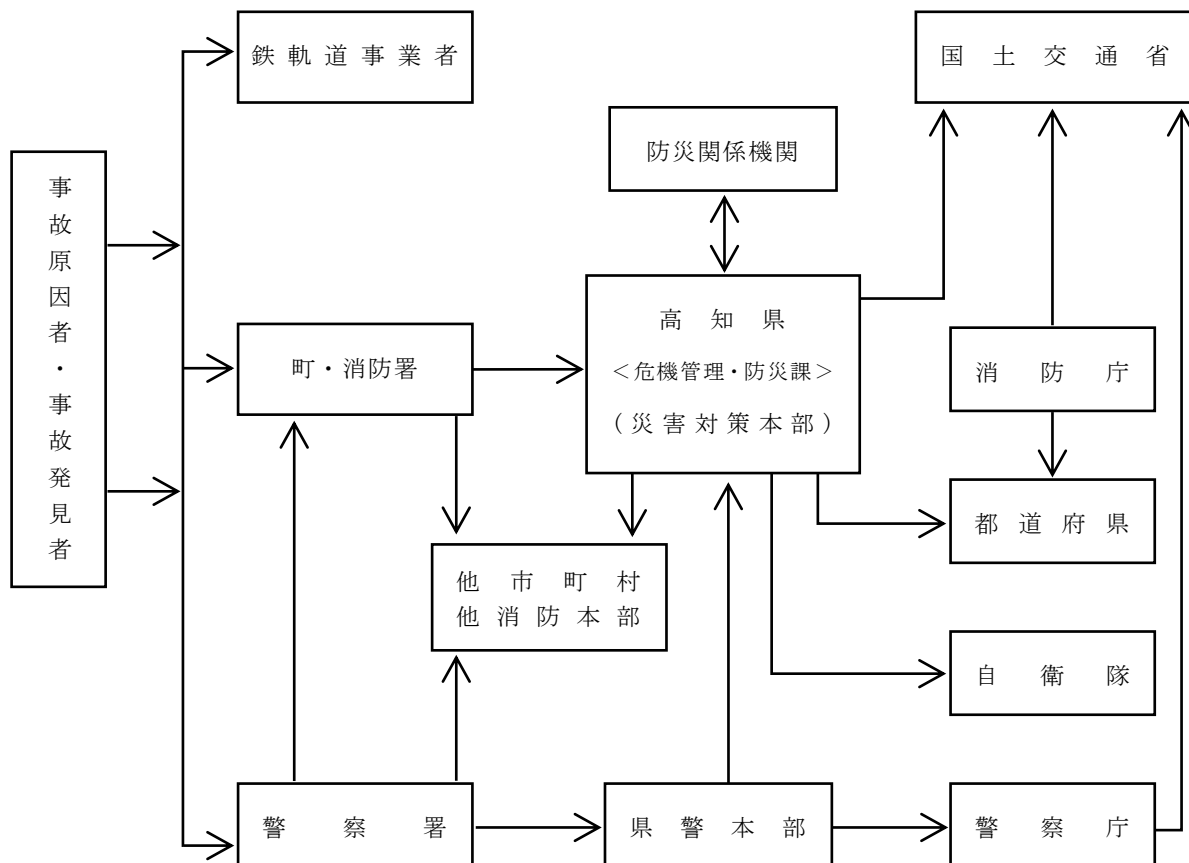 鉄軌道事業者
国土交通省
防災関係機関
事故原因者・事故発見者
高知県
＜危機管理・防災課＞
（災害対策本部）
町・消防署
消防庁
都道府県
他市町村
他消防本部
自衛隊
警察署
県警本部
警察庁